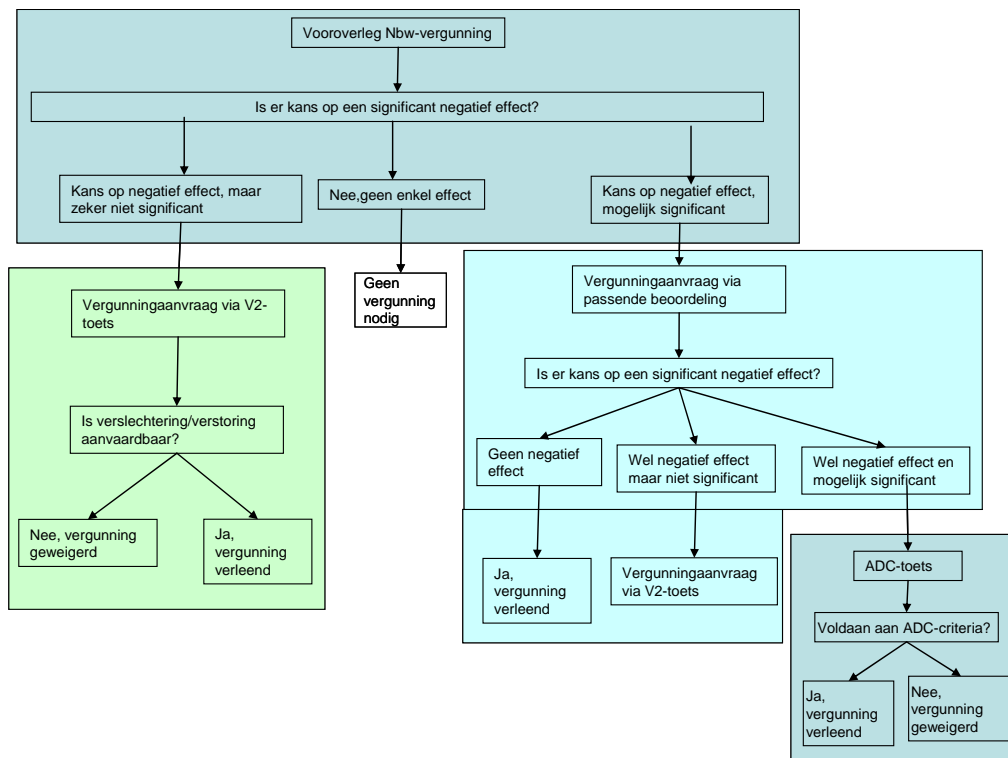 Vooroverleg Nbw-vergunning
Is er kans op een significant negatief effect?
Kans op negatief effect, maar
zeker niet significant
Nee,geen enkel effect
Kans op negatief effect,
mogelijk significant
Geen
vergunning
nodig
Vergunningaanvraag via V2-
toets
Is verslechtering/verstoring
aanvaardbaar?
Nee, vergunning
geweigerd
Ja,
vergunning
verleend
Vergunningaanvraag via
passende beoordeling
Is er kans op een significant negatief effect?
Geen negatief
effect
Wel negatief effect
maar niet significant
Wel negatief effect en
mogelijk significant
Ja,
vergunning
verleend
Vergunningaanvraag
via V2-toets
ADC-toets
Voldaan aan ADC-criteria?
Ja,
vergunning
verleend
Nee,
vergunning
geweigerd